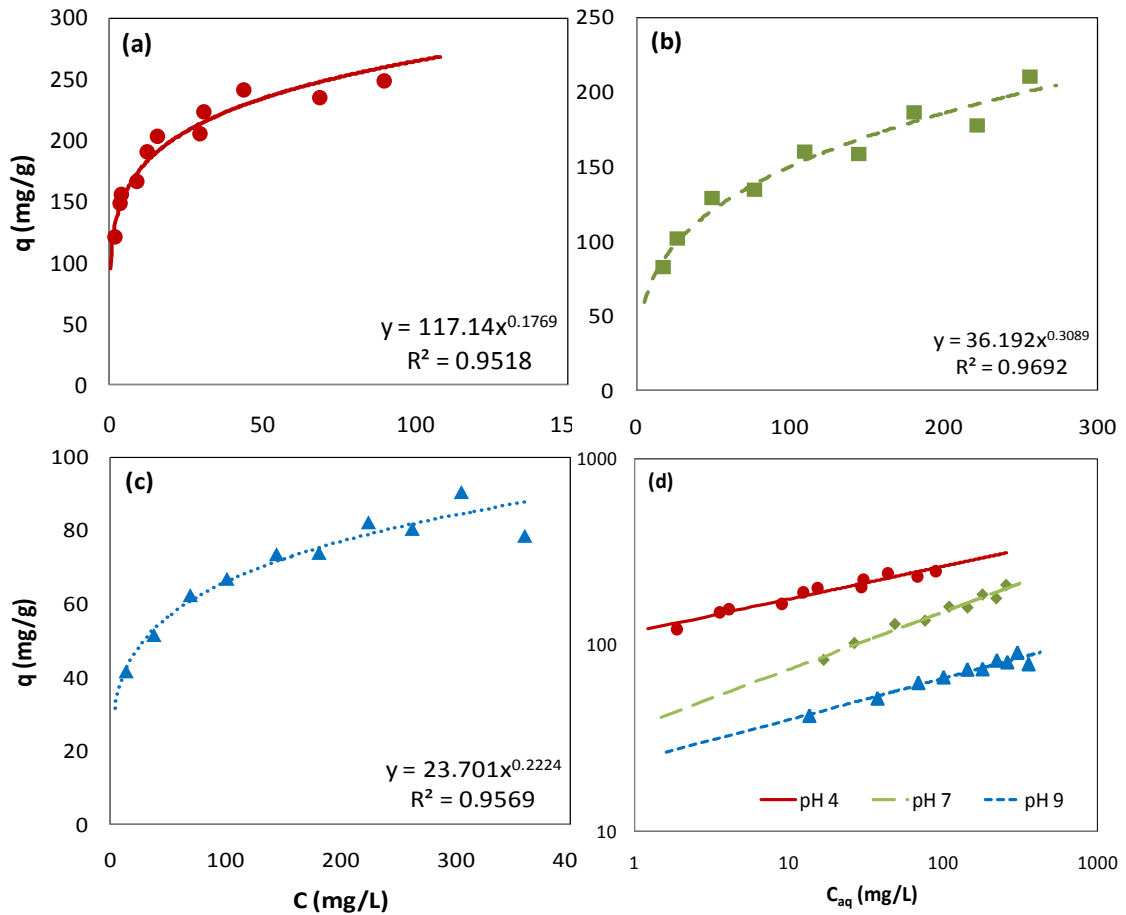 (a)
300
250
200
150
100
50
0
q (mg/g)
y = 117.14x^0.1769
R² = 0.9518
0 50 100 15
(b)
250
200
150
100
50
0
y = 36.192x^0.3089
R² = 0.9692
0 100 200 300
(c)
100
80
60
40
20
0
q (mg/g)
y = 23.701x^0.2224
R² = 0.9569
0 100 200 300 40
C (mg/L)
(d)
1000
100
10
pH 4 pH 7 pH 9
1 10 100 1000
Caq (mg/L)